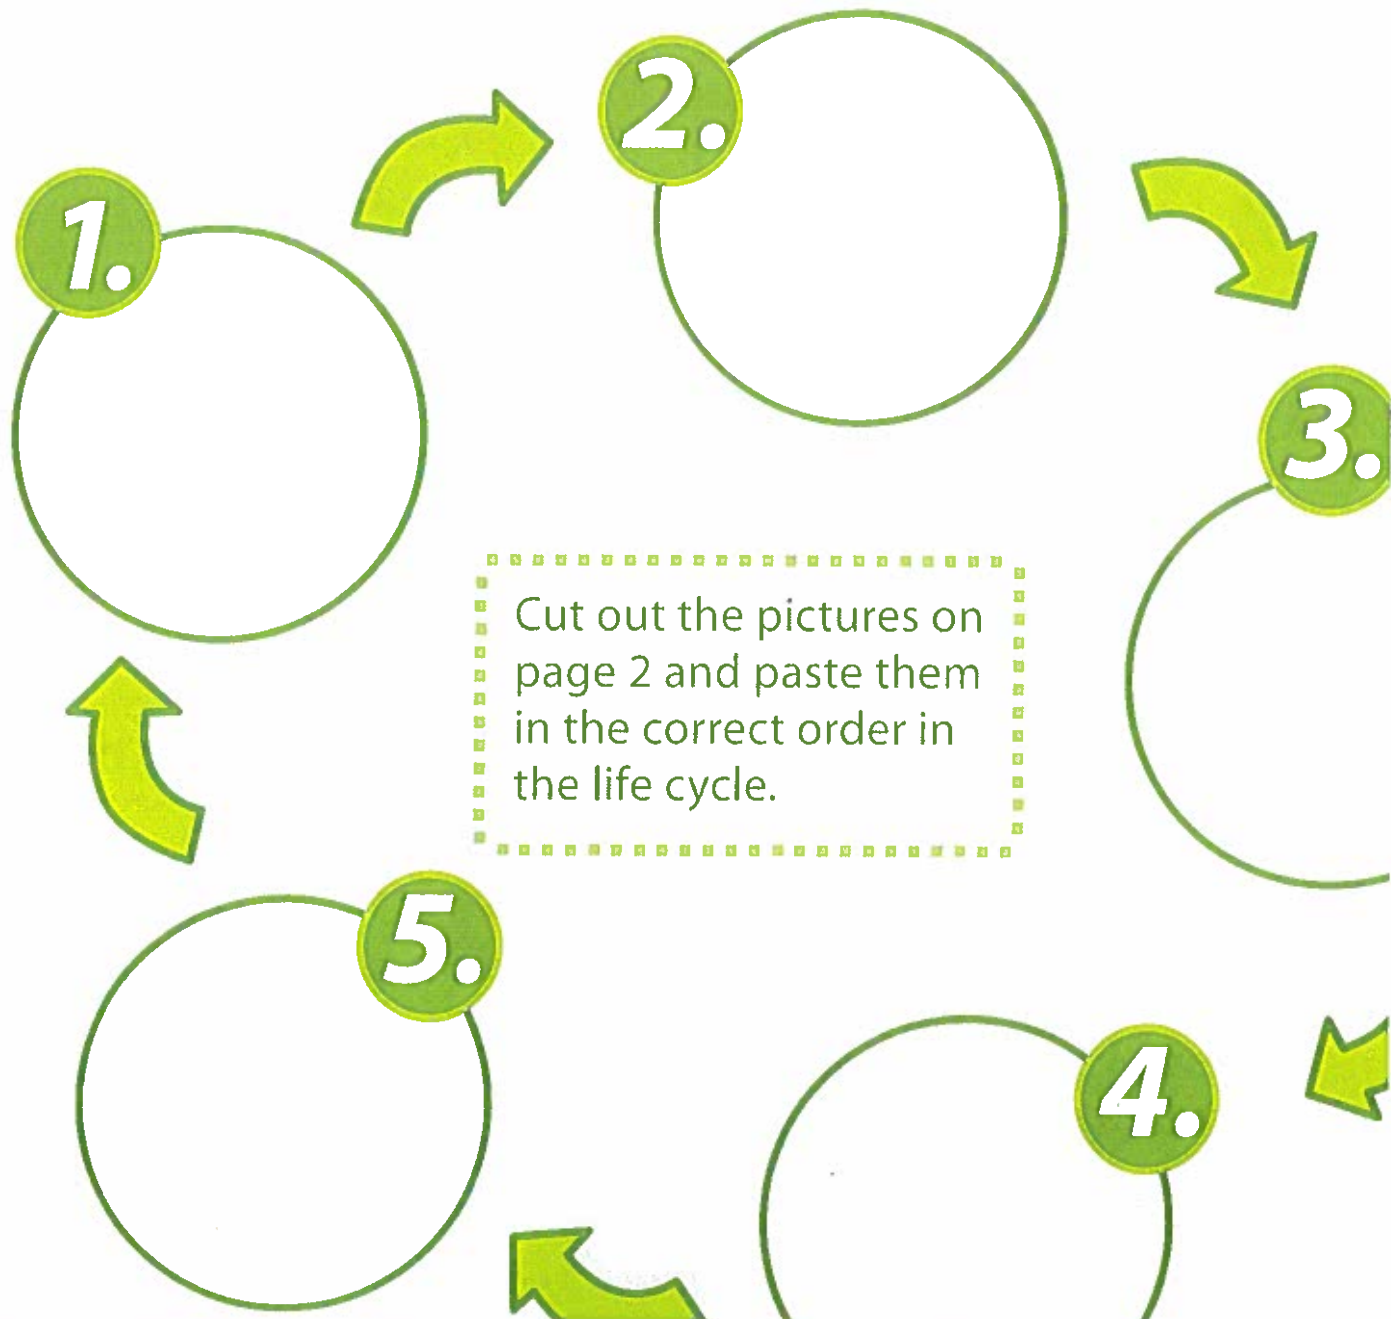 1.
2.
3.
Cut out the pictures on
page 2 and paste them
in the correct order in
the life cycle.
5.
4.